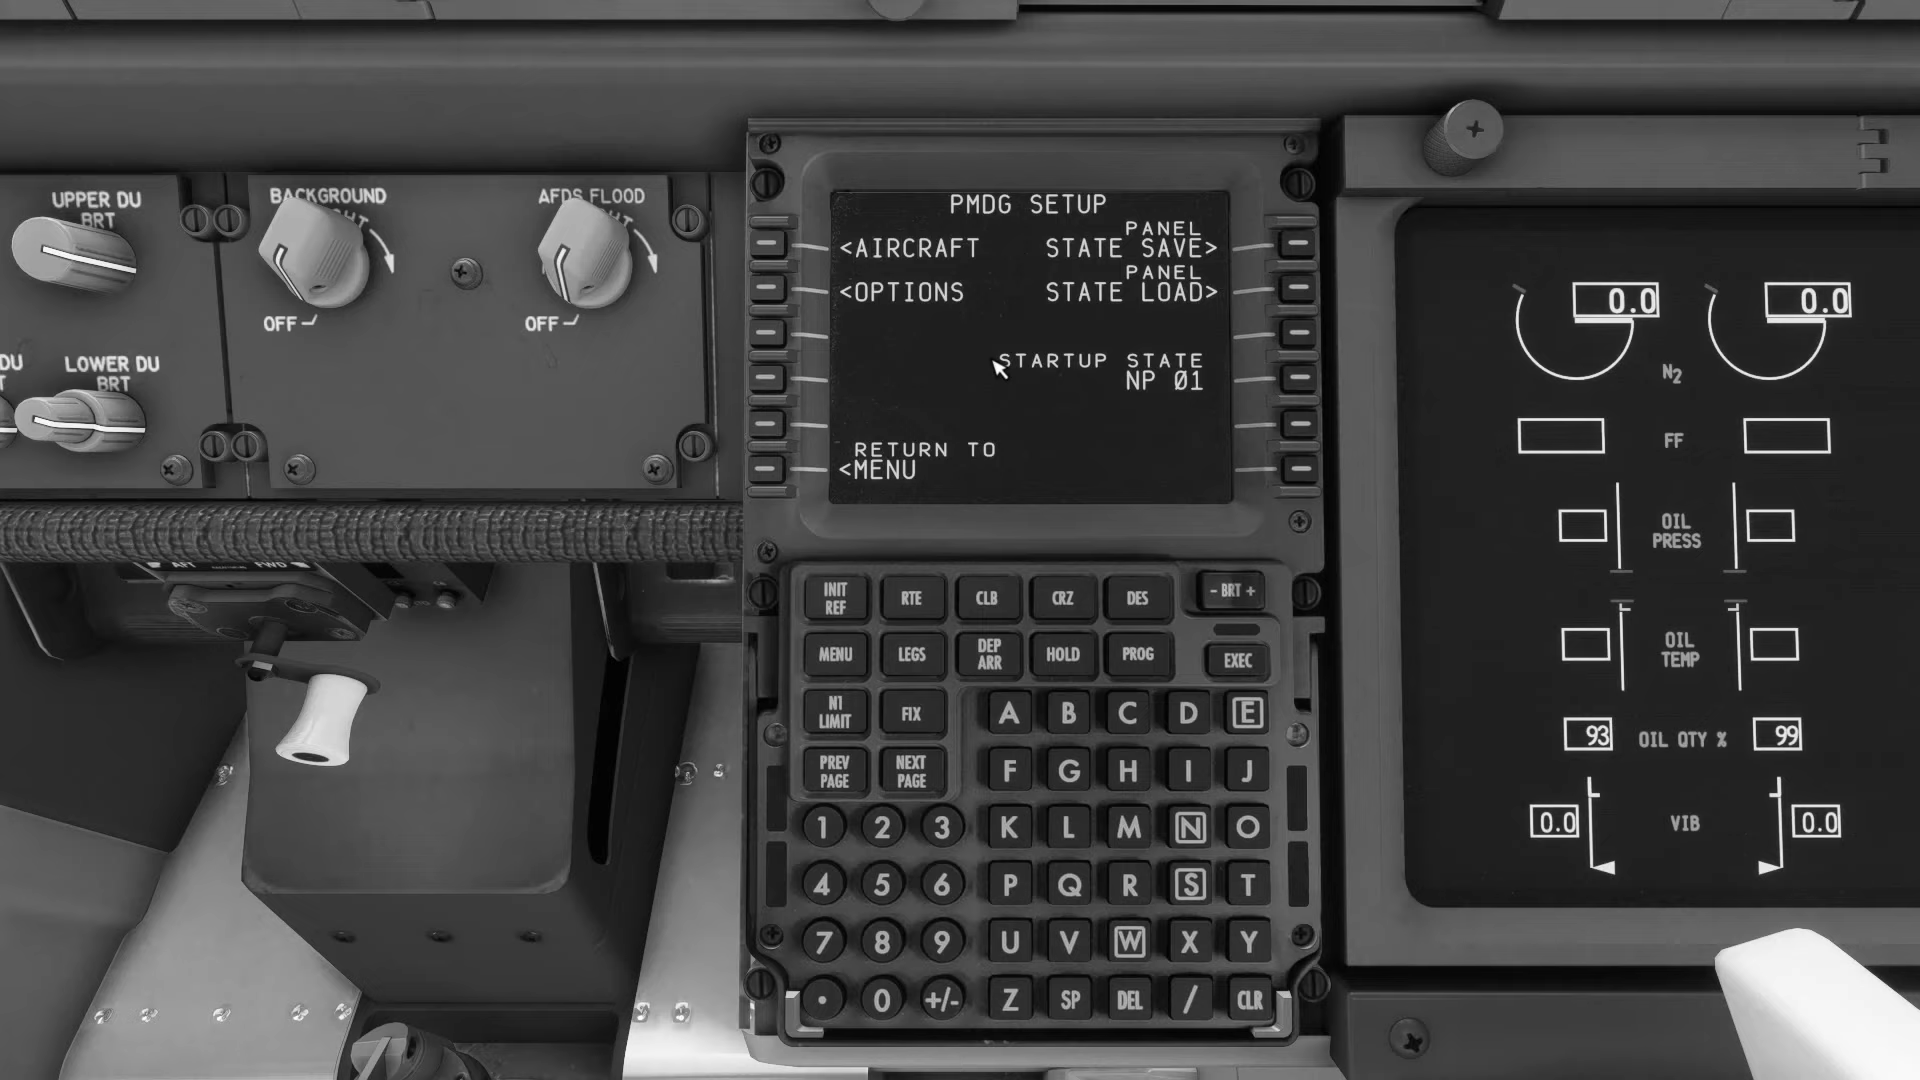 UPPER DU
BRT
BACKGROUND
OFF
AFDS FLOOD
OFF
DU
LOWER DU
BRT
AFT
FWD
PMDG SETUP
PANEL
<AIRCRAFT STATE SAVE>
PANEL
<OPTIONS STATE LOAD>
STARTUP STATE
NP 01
RETURN TO
<MENU
INIT REF
RTE
CLB
CRZ
DES
- BRT +
MENU
LEGS
DEP ARR
HOLD
PROG
EXEC
N1 LIMIT
FIX
A B C D E
PREV PAGE
NEXT PAGE
F G H I J
1 2 3 K L M N O
4 5 6 P Q R S T
7 8 9 U V W X Y
. 0 +/- Z SP DEL / CLR
0.0 0.0
N2
FF
OIL
PRESS
OIL
TEMP
93 OIL QTY % 99
0.0 VIB 0.0